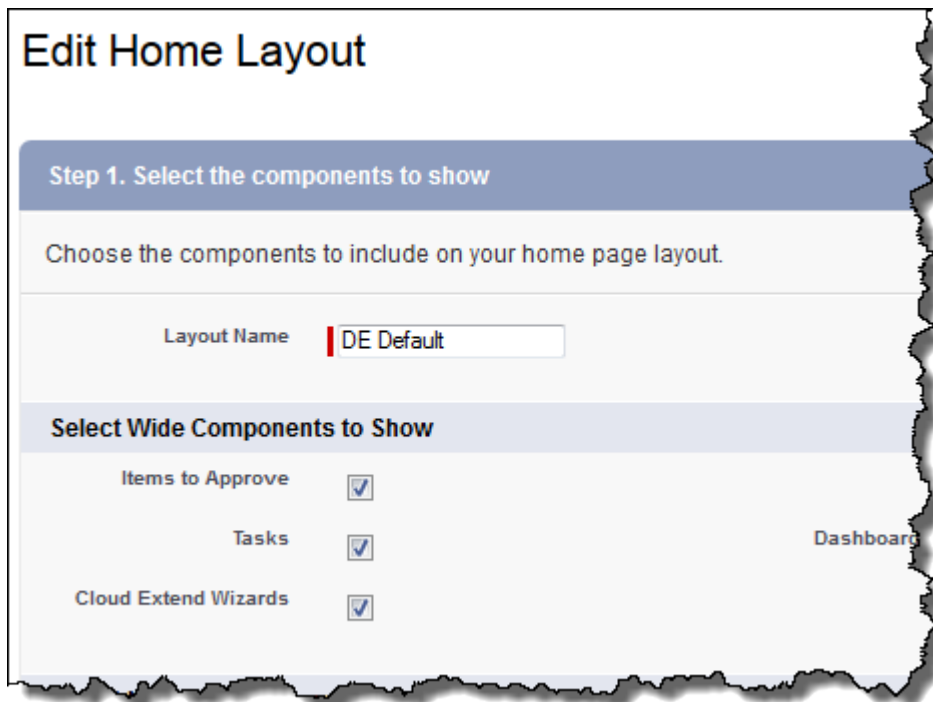 Edit Home Layout
Step 1. Select the components to show
Choose the components to include on your home page layout.
Layout Name DE Default
Select Wide Components to Show
Items to Approve
Tasks Dashboard
Cloud Extend Wizards